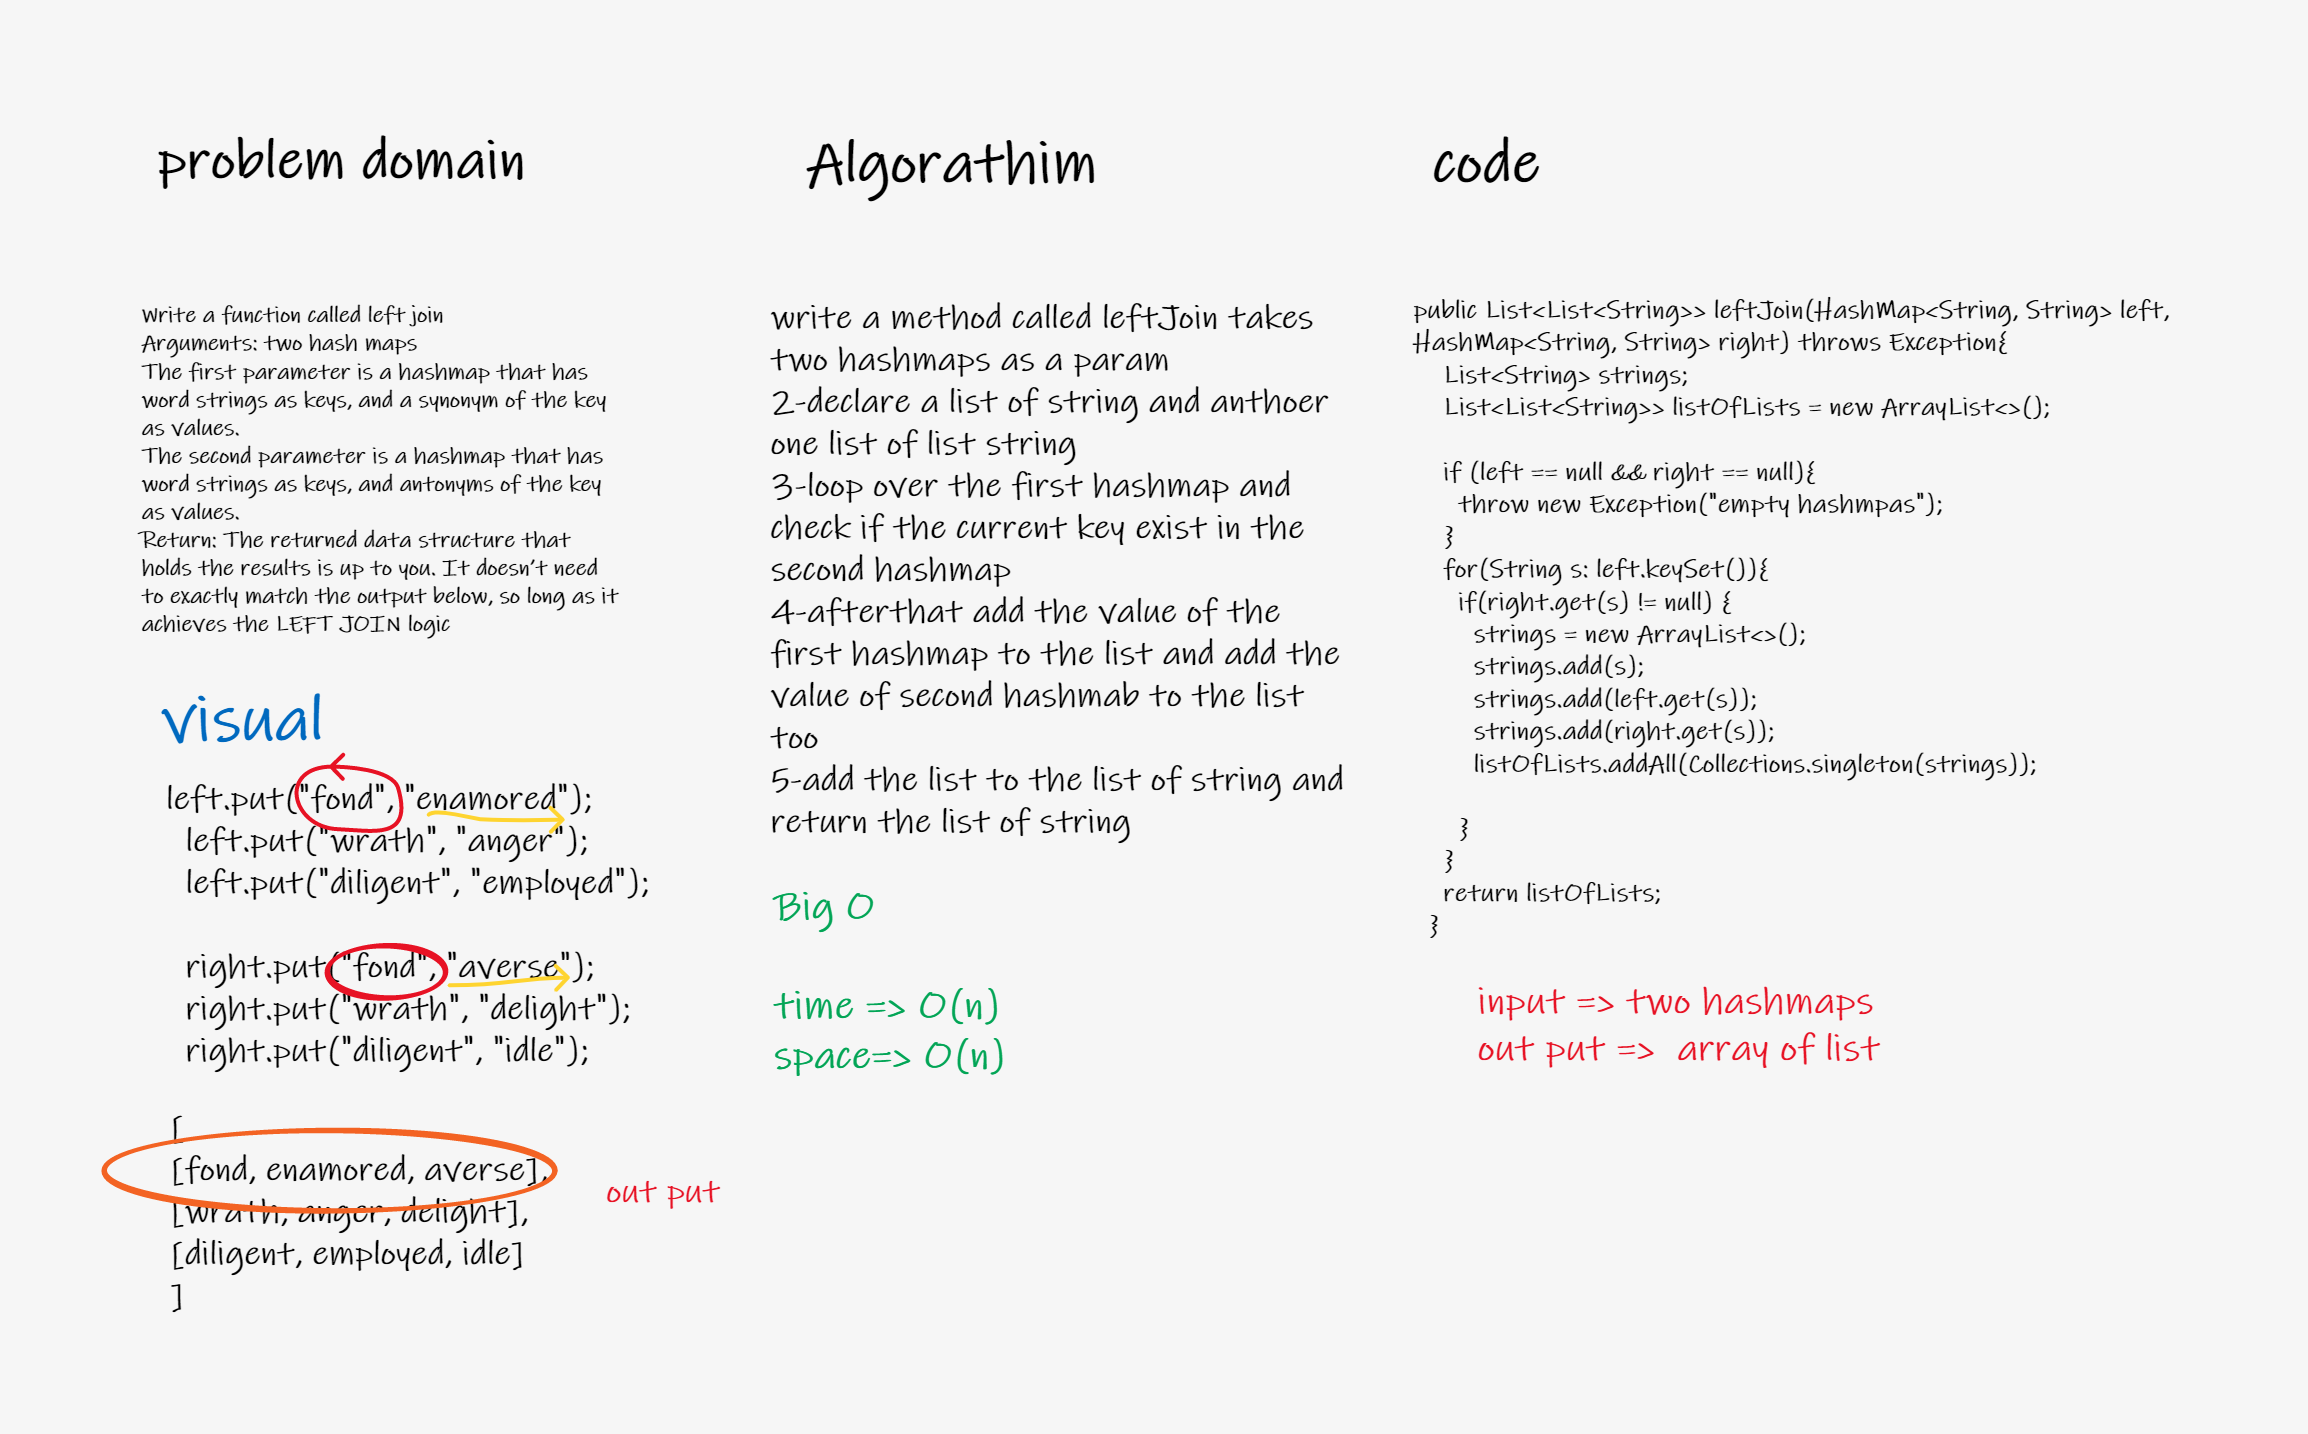 problem domain
Write a function called left join
Arguments: two hash maps
The first parameter is a hashmap that has
word strings as keys, and a synonym of the key
as values.
The second parameter is a hashmap that has
word strings as keys, and antonyms of the key
as values.
Return: The returned data structure that
holds the results is up to you. It doesn't need
to exactly match the output below, so long as it
achieves the LEFT JOIN logic
visual
left.put("fond", "enamored");
left.put("wrath", "anger");
left.put("diligent", "employed");
right.put("fond", "averse");
right.put("wrath", "delight");
right.put("diligent", "idle");
[
[fond, enamored, averse],
[wrath, anger, delight],
[diligent, employed, idle]
]
out put
Algorathim
write a method called leftJoin takes
two hashmaps as a param
2-declare a list of string and anthoer
one list of list string
3-loop over the first hashmap and
check if the current key exist in the
second hashmap
4-afterthat add the value of the
first hashmap to the list and add the
value of second hashmab to the list
too
5-add the list to the list of string and
return the list of string
Big O
time => O(n)
space=> O(n)
code
public List<List<String>> leftJoin(HashMap<String, String> left,
HashMap<String, String> right) throws Exception{
List<String> strings;
List<List<String>> listOfLists = new ArrayList<>();
if (left == null && right == null){
throw new Exception("empty hashmpas");
}
for(String s: left.keySet()){
if(right.get(s) != null) {
strings = new ArrayList<>();
strings.add(s);
strings.add(left.get(s));
strings.add(right.get(s));
listOfLists.addAll(Collections.singleton(strings));
}
}
return listOfLists;
}
input => two hashmaps
out put => array of list